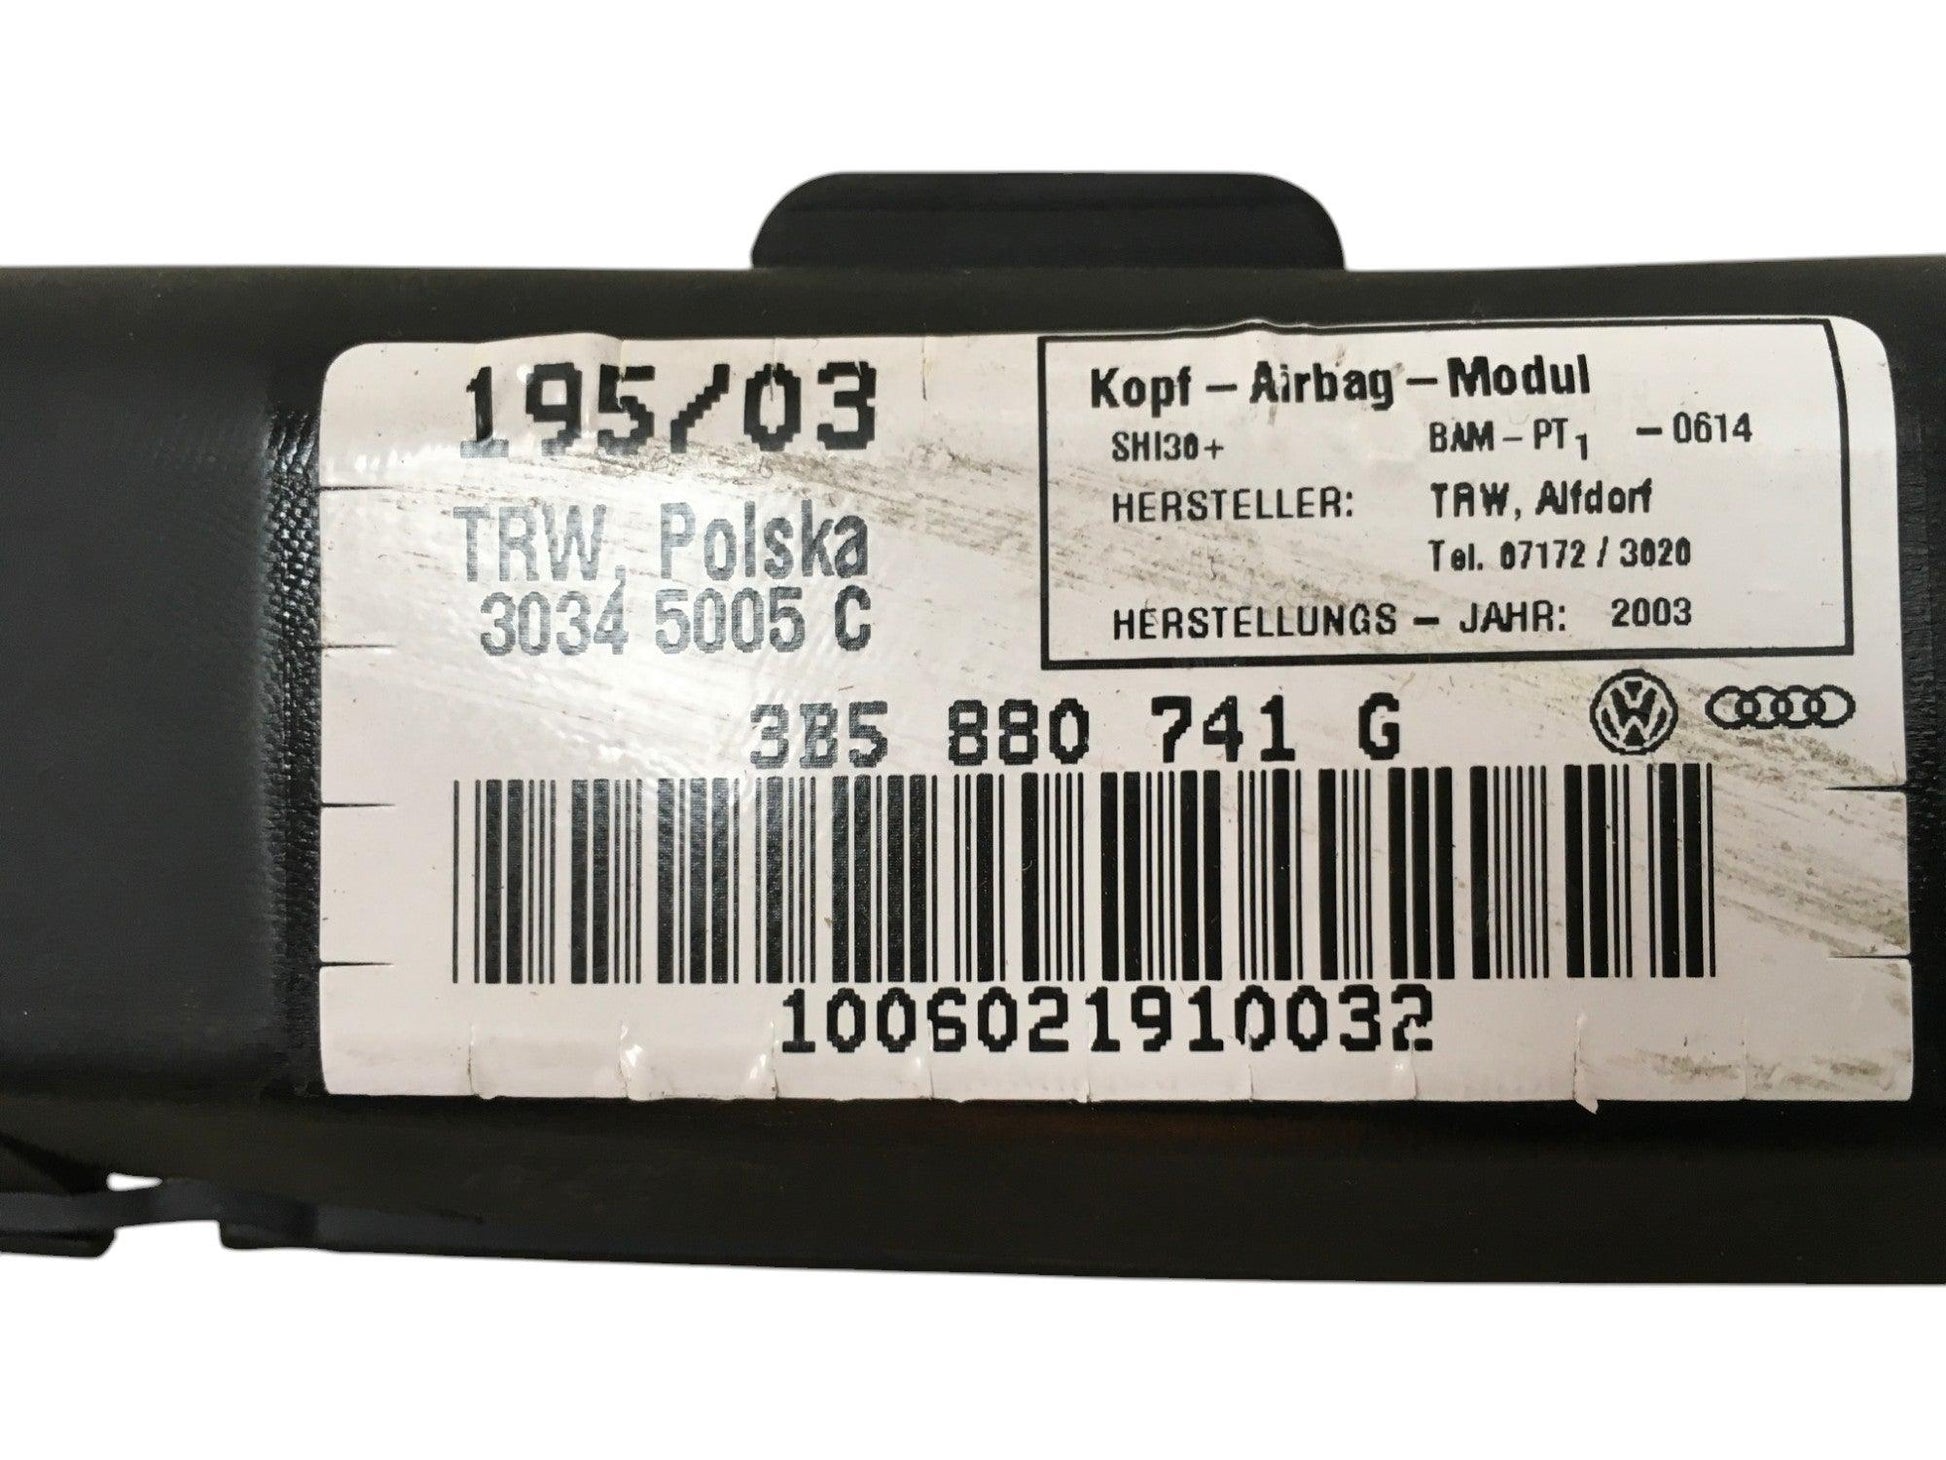 195/03
TRW, Polska
3034 5005 C
Kopf - Airbag - Modul
SHI30+ BAM - PT1 - 0614
HERSTELLER: TRW, Alfdorf
Tel. 07172 / 3020
HERSTELLUNGS - JAHR: 2003
3B5 880 741 G
1006021910032